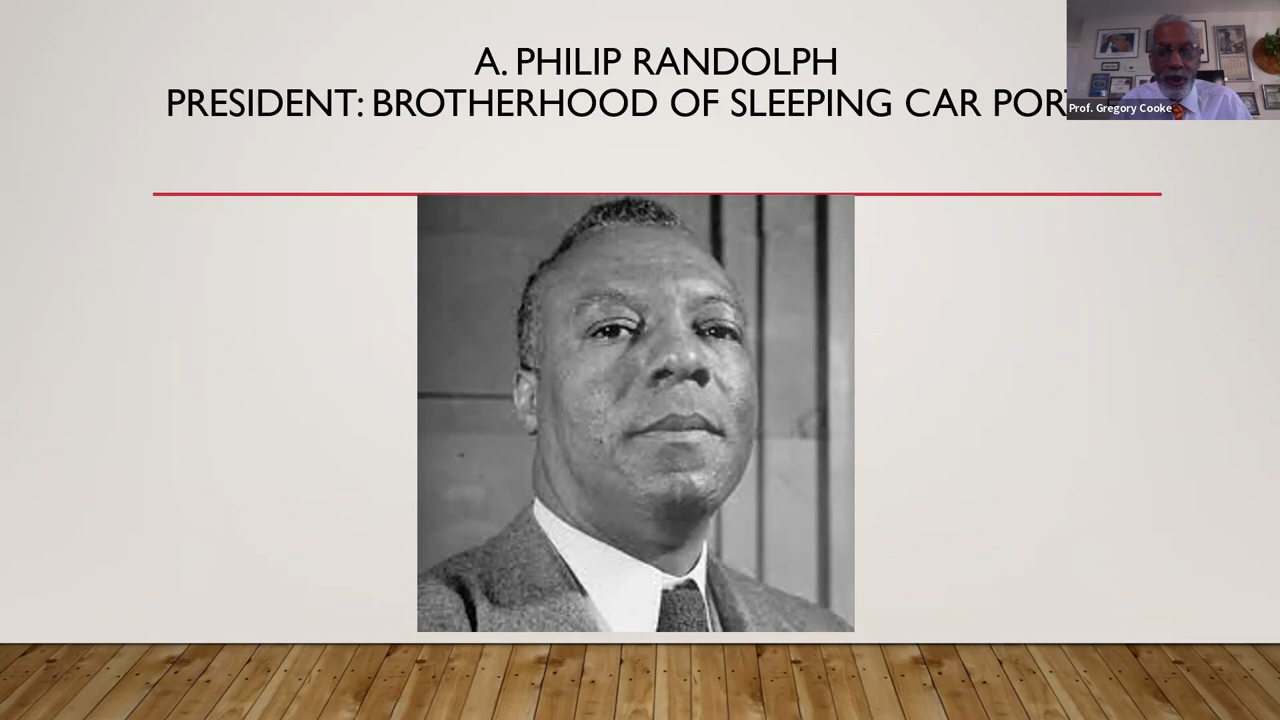 A. PHILIP RANDOLPH
PRESIDENT: BROTHERHOOD OF SLEEPING CAR POR
Prof. Gregory Cooke